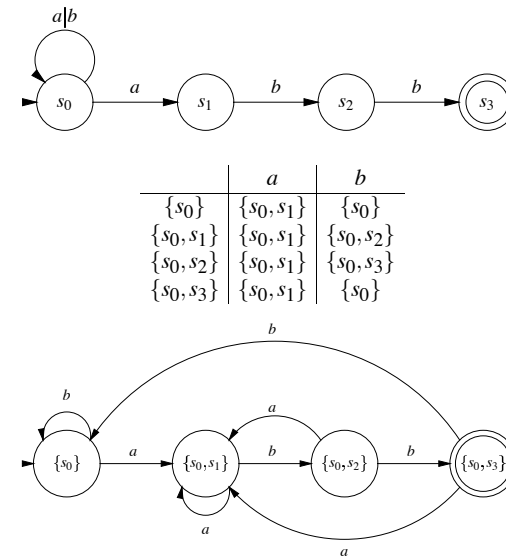 a|b
s0 a s1 b s2 b s3
a b
{s0} {s0, s1} {s0}
{s0, s1} {s0, s1} {s0, s2}
{s0, s2} {s0, s1} {s0, s3}
{s0, s3} {s0, s1} {s0}
b
b a
{s0} a {s0, s1} b {s0, s2} b {s0, s3}
a a